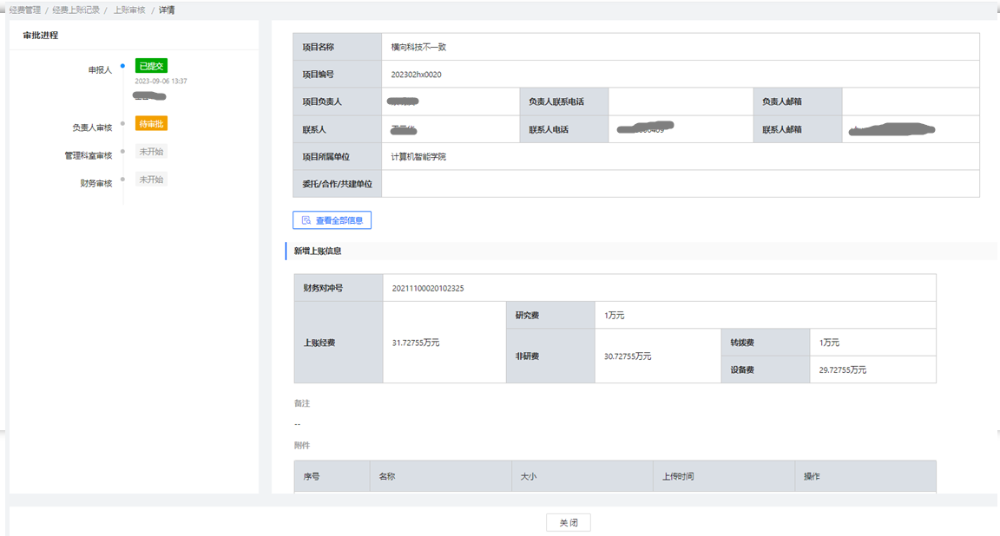 经费管理 / 经费上账记录 / 上账审核 / 详情
审批进程
申报人 已提交
2023-09-06 13:37
负责人审核 待审批
管理科室审核 未开始
财务审核 未开始
项目名称 横向科技不一致
项目编号 202302hx0020
项目负责人 负责人联系电话 负责人邮箱
联系人 联系人电话 联系人邮箱
项目所属单位 计算机智能学院
委托/合作/共建单位
查看全部信息
新增上账信息
财务对冲号 20211100020102325
上账经费 31.72755万元
研究费 1万元
非研费 30.72755万元
转拨费 1万元
设备费 29.72755万元
备注
--
附件
序号 名称 大小 上传时间 操作
关 闭